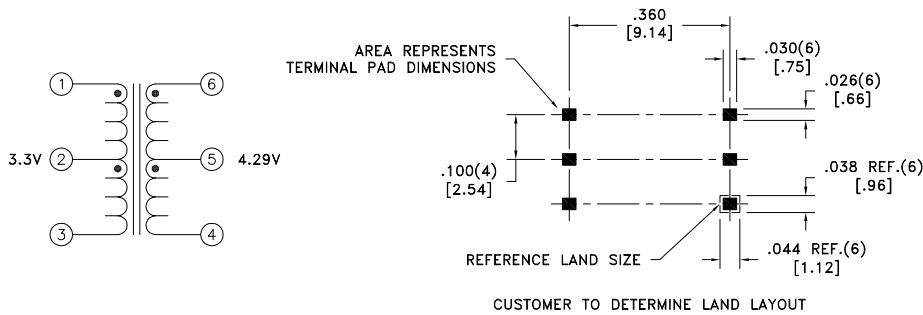 1
6
3.3V
2
5
4.29V
3
4
.360
[9.14]
AREA REPRESENTS
TERMINAL PAD DIMENSIONS
.030(6)
[.75]
.026(6)
[.66]
.100(4)
[2.54]
.038 REF.(6)
[.96]
REFERENCE LAND SIZE
.044 REF.(6)
[1.12]
CUSTOMER TO DETERMINE LAND LAYOUT